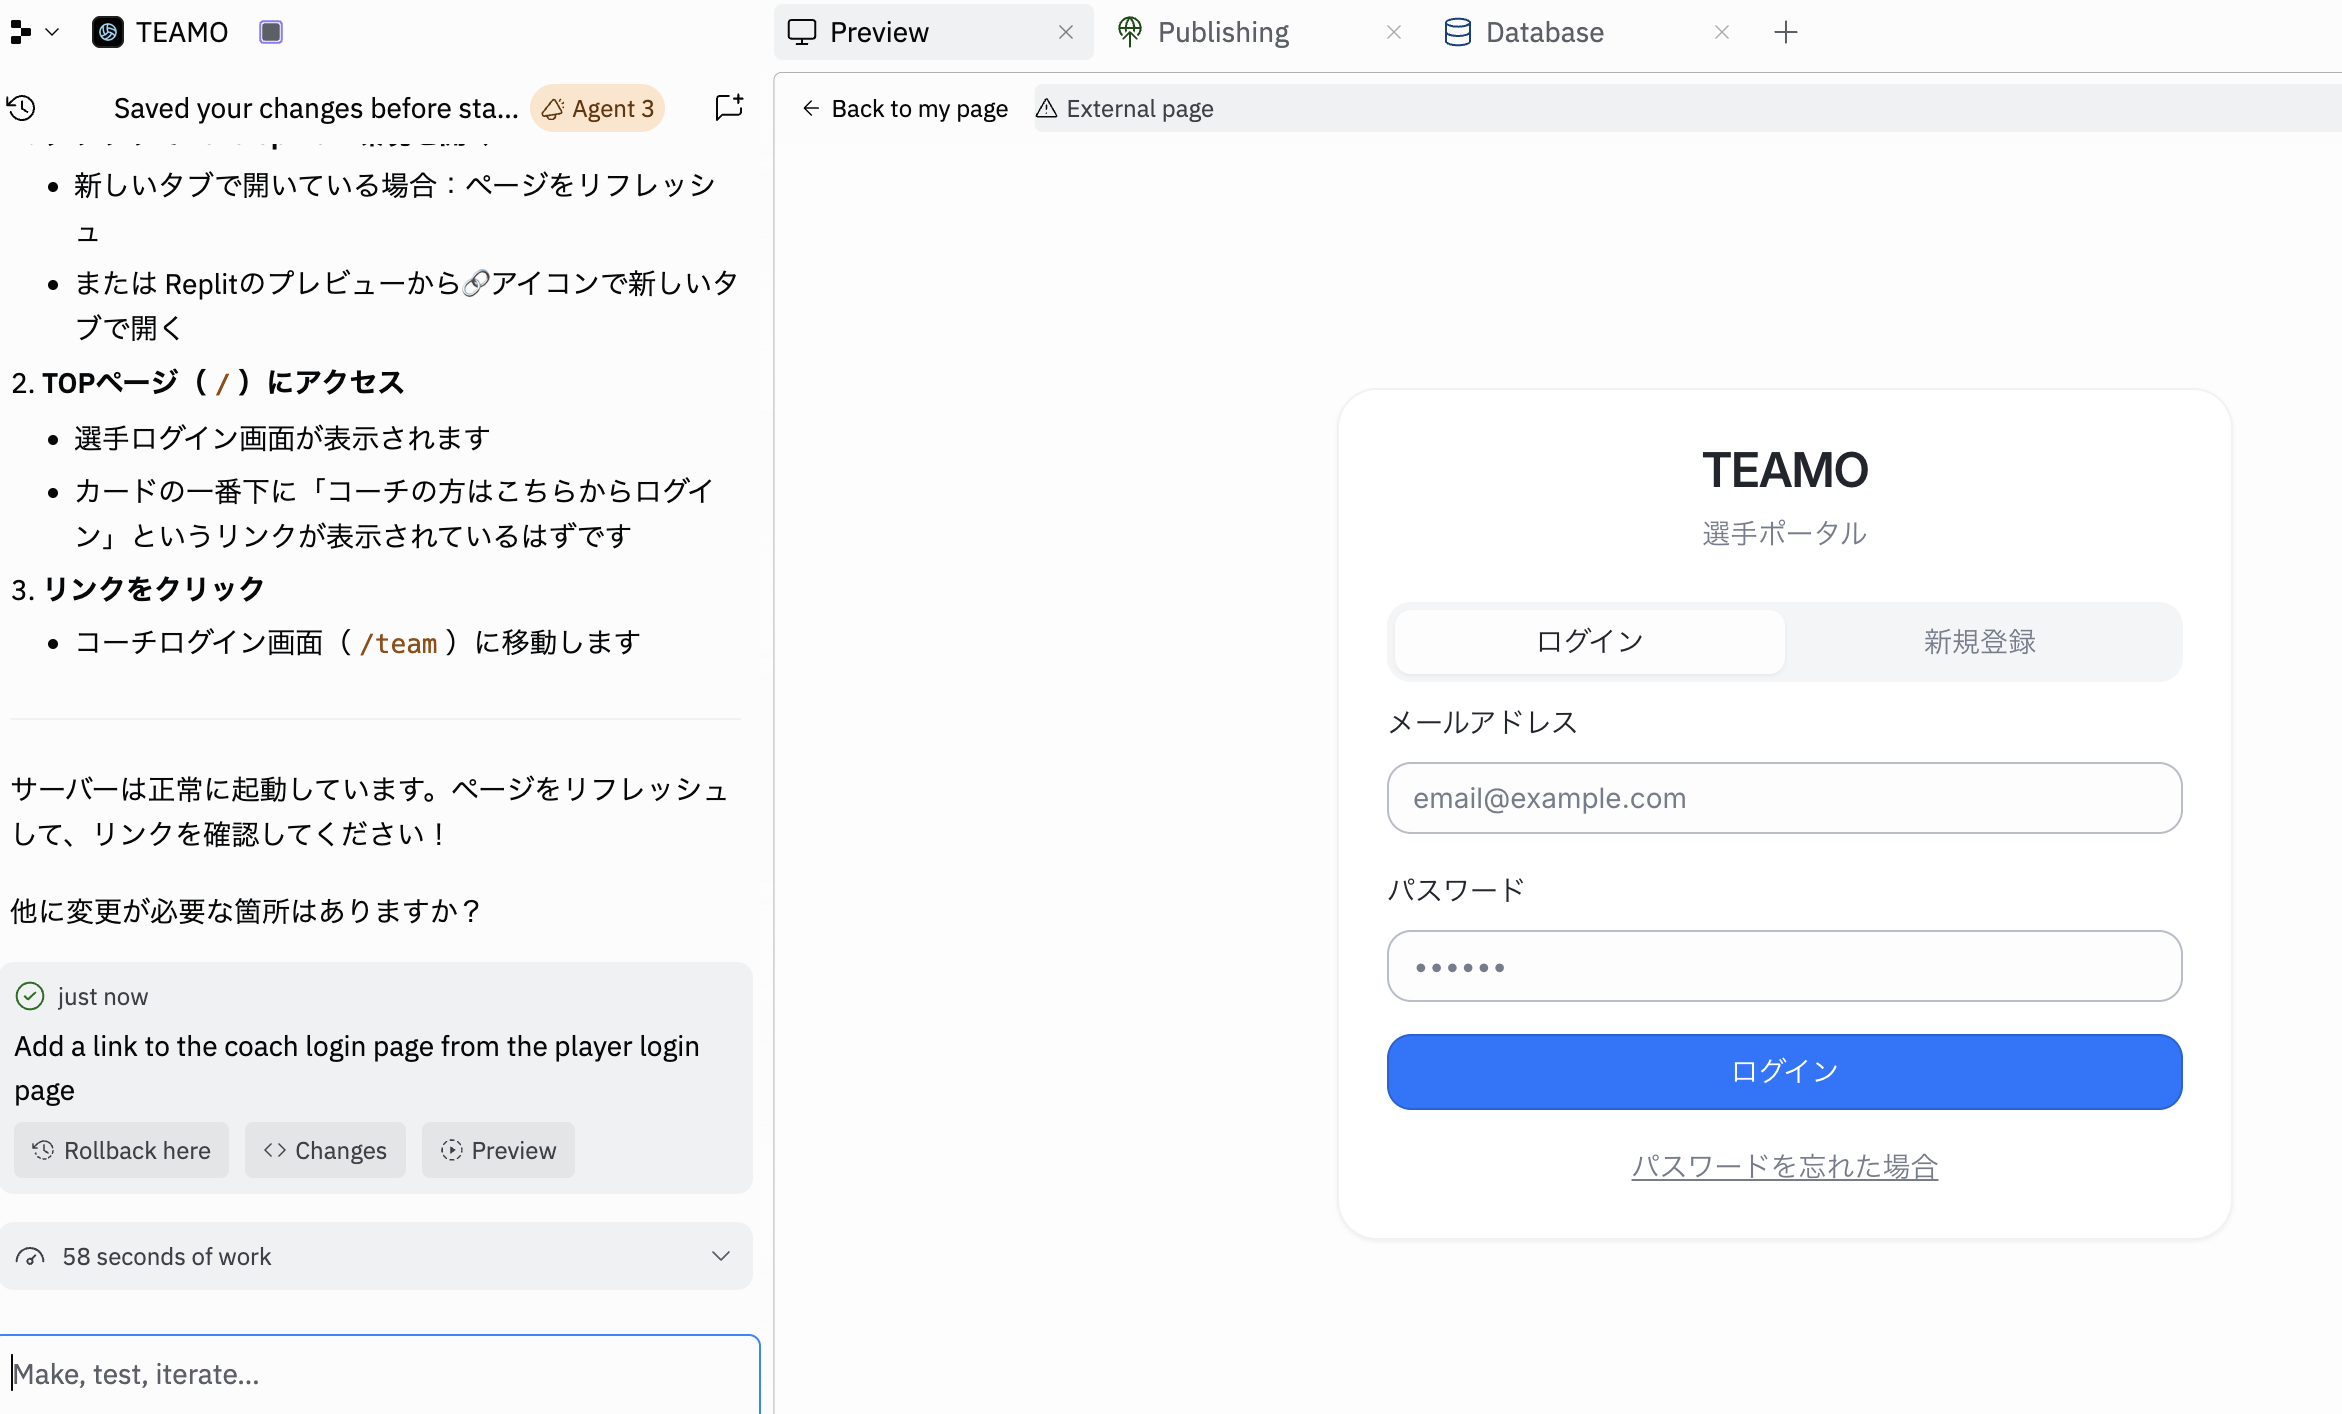 TEAMO
Preview
Publishing
Database
Saved your changes before sta...
Agent 3
Back to my page
External page
新しいタブで開いている場合：ページをリフレッシ
ュ
または Replitのプレビューから🔗アイコンで新しいタ
ブで開く
2. TOPページ（ / ）にアクセス
選手ログイン画面が表示されます
カードの一番下に「コーチの方はこちらからログイ
ン」というリンクが表示されているはずです
3. リンクをクリック
コーチログイン画面（ /team ）に移動します
サーバーは正常に起動しています。ページをリフレッシュ
して、リンクを確認してください！
他に変更が必要な箇所はありますか？
just now
Add a link to the coach login page from the player login
page
Rollback here
Changes
Preview
58 seconds of work
Make, test, iterate...
TEAMO
選手ポータル
ログイン
新規登録
メールアドレス
email@example.com
パスワード
••••••
ログイン
パスワードを忘れた場合